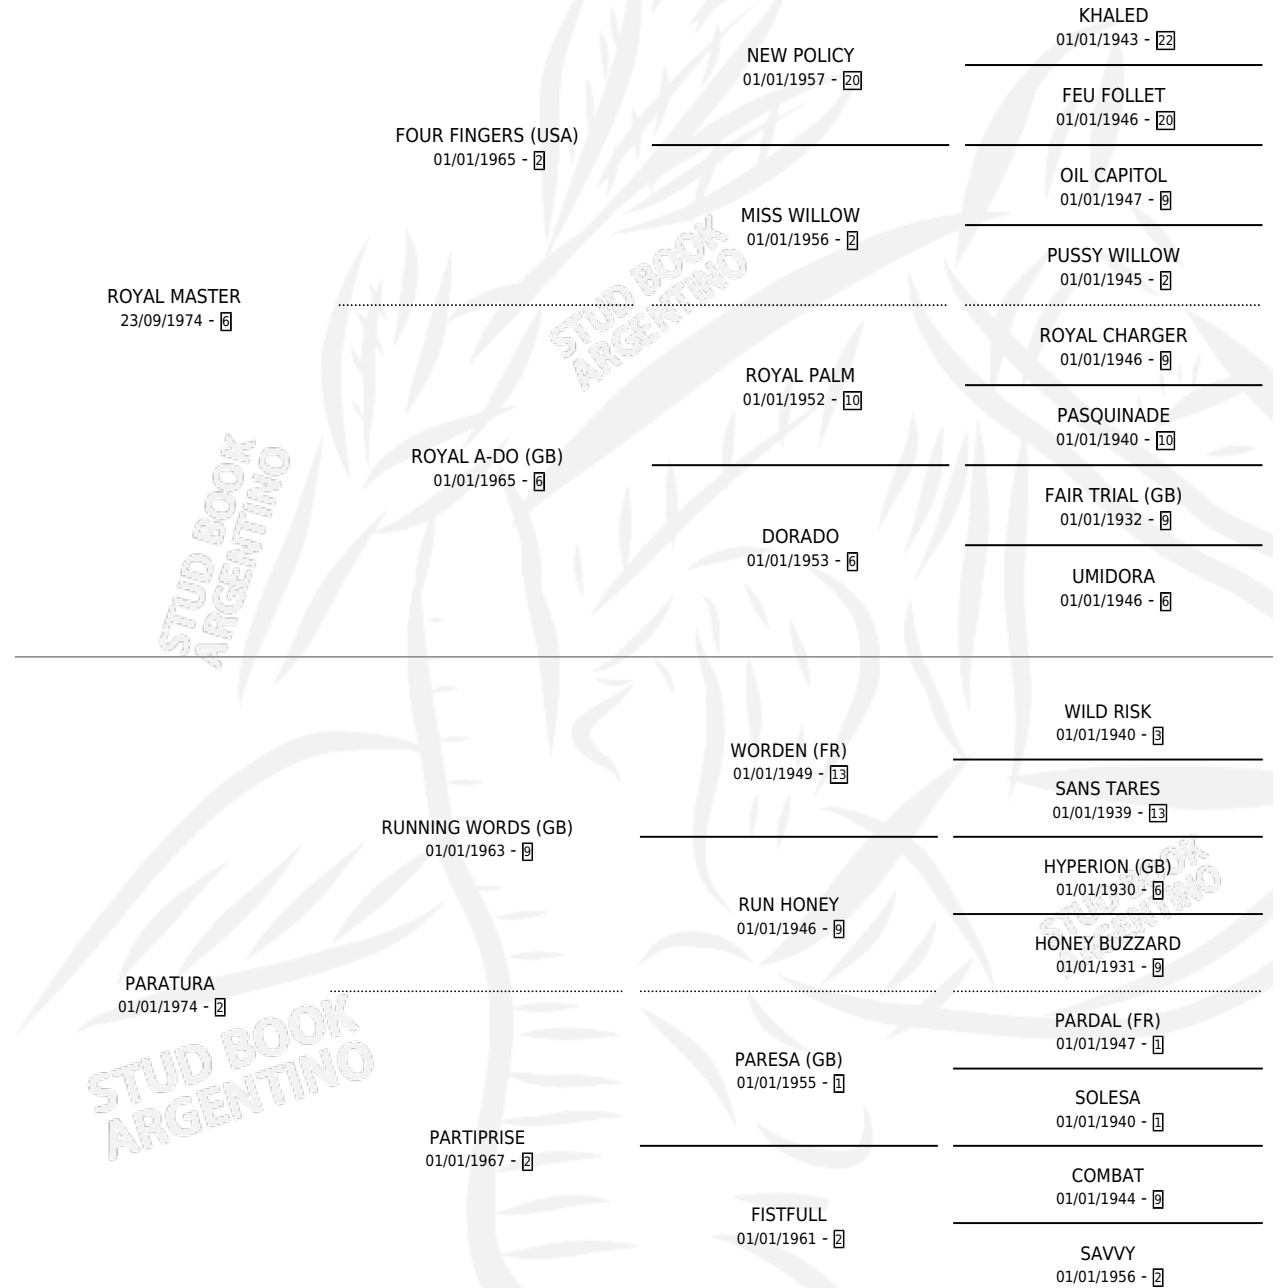 KHALED
01/01/1943 - 22
NEW POLICY
01/01/1957 - 20
FEU FOLLET
01/01/1946 - 20
FOUR FINGERS (USA)
01/01/1965 - 2
OIL CAPITOL
01/01/1947 - 9
MISS WILLOW
01/01/1956 - 2
PUSSY WILLOW
01/01/1945 - 2
ROYAL MASTER
23/09/1974 - 6
STUD BOOK
ARGENTINO
ROYAL CHARGER
01/01/1946 - 9
ROYAL PALM
01/01/1952 - 10
PASQUINADE
01/01/1940 - 10
ROYAL A-DO (GB)
01/01/1965 - 6
FAIR TRIAL (GB)
01/01/1932 - 9
DORADO
01/01/1953 - 6
UMIDORA
01/01/1946 - 6
STUD BOOK
ARGENTINO
WILD RISK
01/01/1940 - 3
WORDEN (FR)
01/01/1949 - 13
SANS TARES
01/01/1939 - 13
RUNNING WORDS (GB)
01/01/1963 - 9
HYPERION (GB)
01/01/1930 - 6
RUN HONEY
01/01/1946 - 9
HONEY BUZZARD
01/01/1931 - 9
STUD BOOK
ARGENTINO
PARATURA
01/01/1974 - 2
PARDAL (FR)
01/01/1947 - 1
PARESA (GB)
01/01/1955 - 1
SOLESA
01/01/1940 - 1
STUD BOOK
ARGENTINO
PARTIPRISE
01/01/1967 - 2
COMBAT
01/01/1944 - 9
FISTFULL
01/01/1961 - 2
SAVVY
01/01/1956 - 2